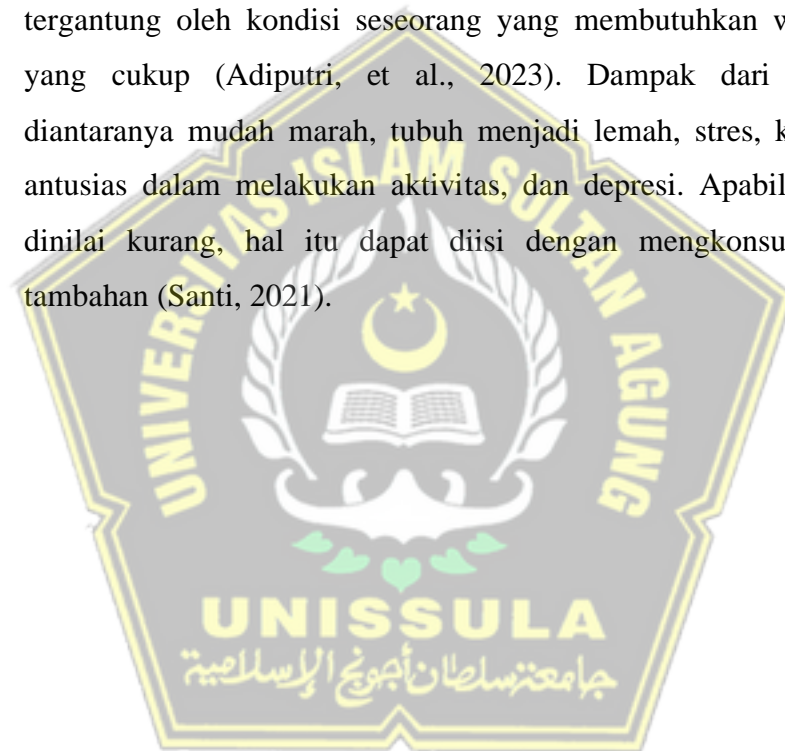 tergantung oleh kondisi seseorang yang membutuhkan
yang cukup (Adiputri, et al., 2023). Dampak dari
diantaranya mudah marah, tubuh menjadi lemah, stres,
antusias dalam melakukan aktivitas, dan depresi.
dinilai kurang, hal itu dapat diisi dengan
tambahan (Santi, 2021).
UNIVERSITAS ISLAM SULTAN AGUNG
UNISSULA
جامعة سلطان أجونج الإسلامية